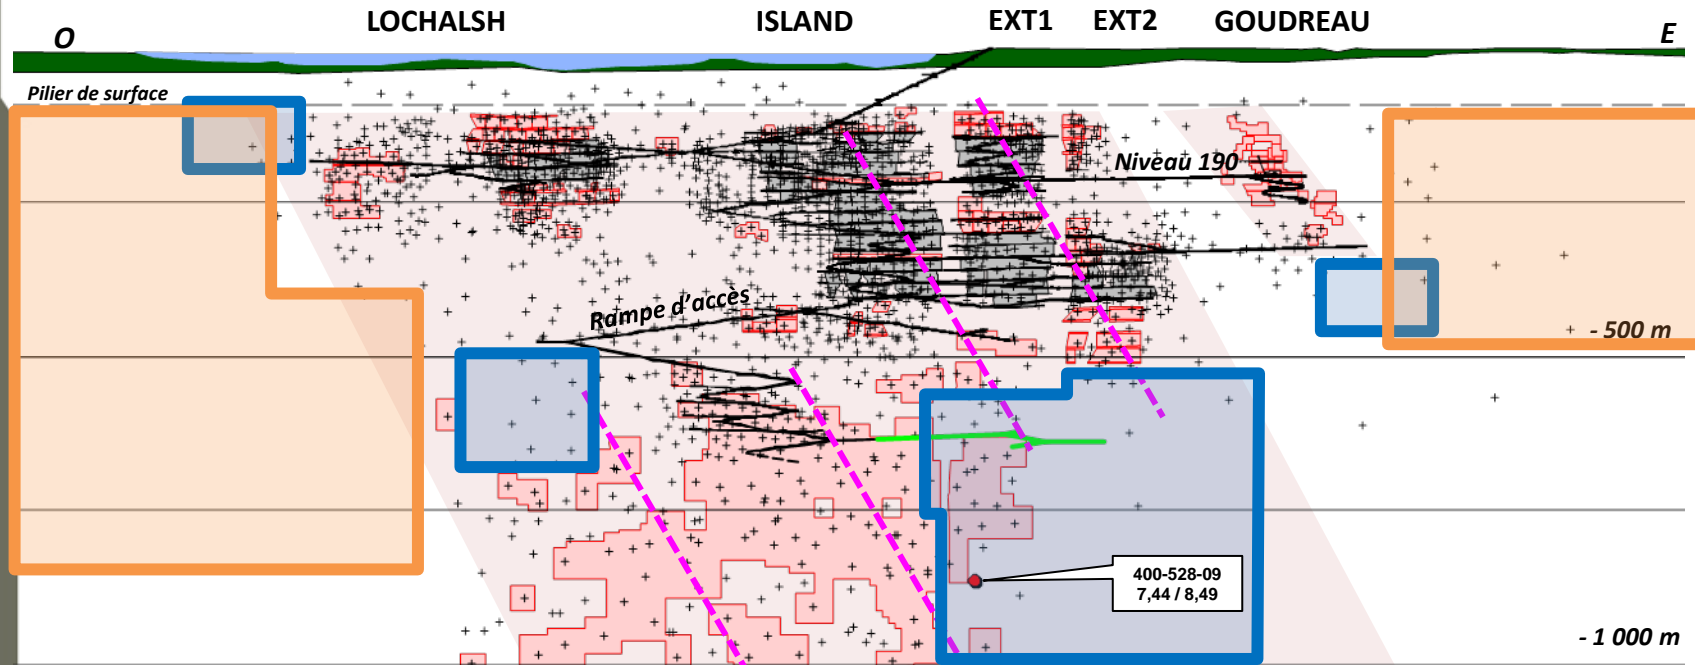 LOCHALSH ISLAND EXT1 EXT2 GOUDREAU
O E
Pilier de surface
Niveau 190
Rampe d’accès
- 500 m
400-528-09
7,44 / 8,49
- 1 000 m